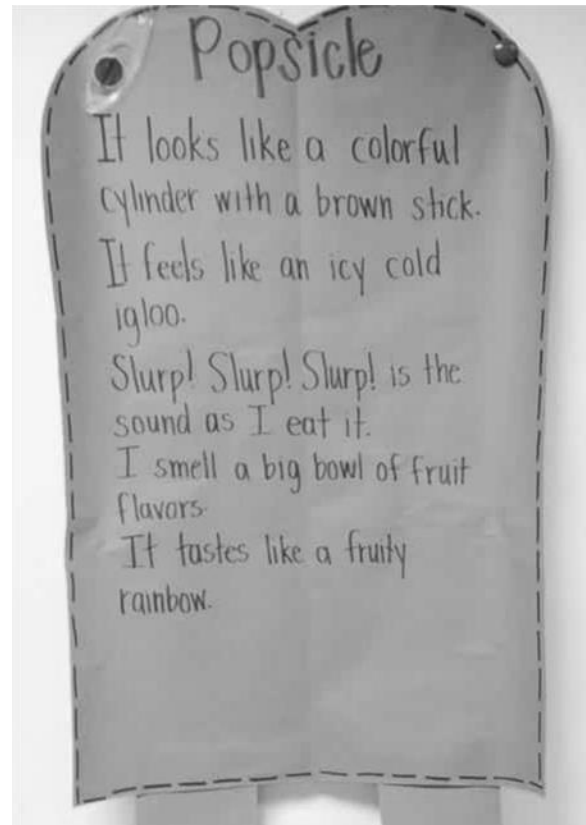 Popsicle
It looks like a colorful
cylinder with a brown stick.
It feels like an icy cold
igloo.
Slurp! Slurp! Slurp! is the
sound as I eat it.
I smell a big bowl of fruit
flavors.
It tastes like a fruity
rainbow.